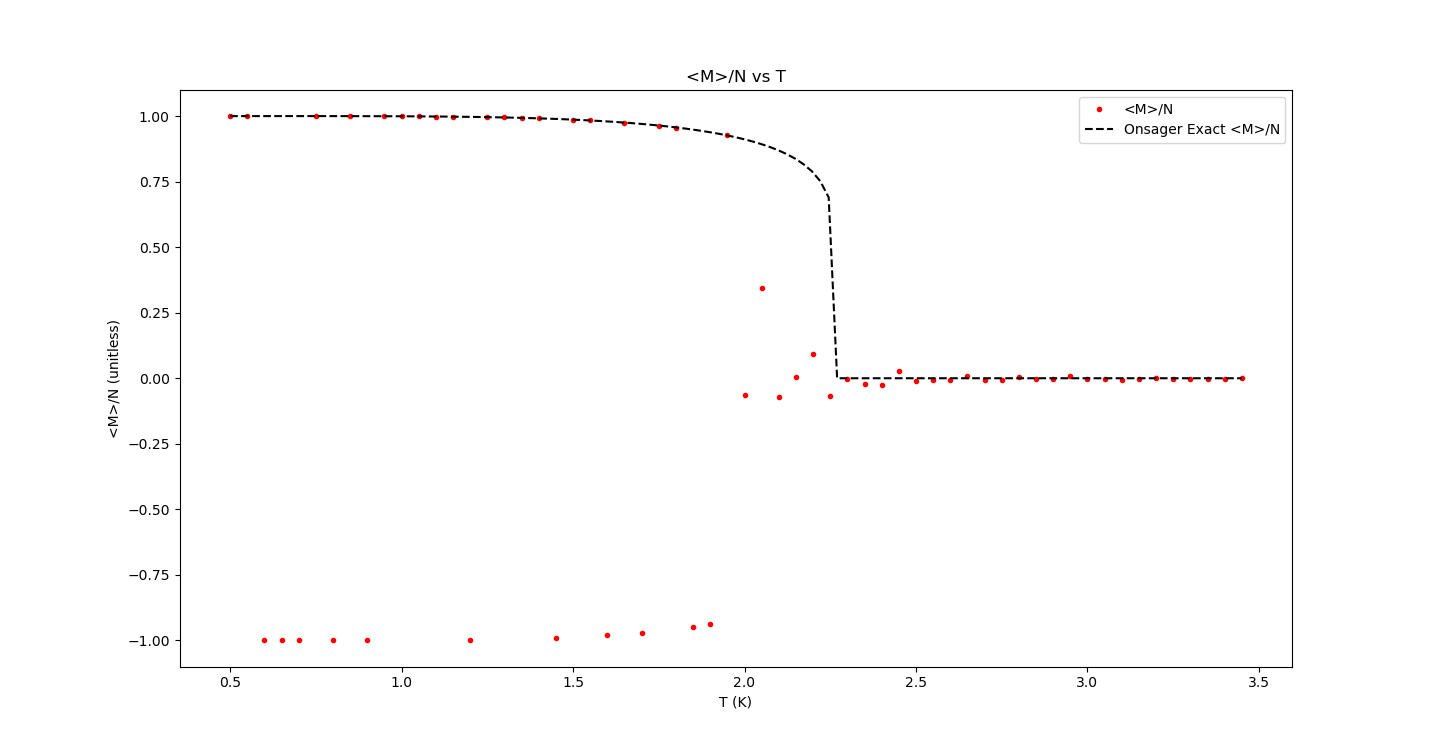 <M>/N vs T
<M>/N
Onsager Exact <M>/N
1.00
0.75
0.50
0.25
0.00
−0.25
−0.50
−0.75
−1.00
<M>/N (unitless)
0.5 1.0 1.5 2.0 2.5 3.0 3.5
T (K)